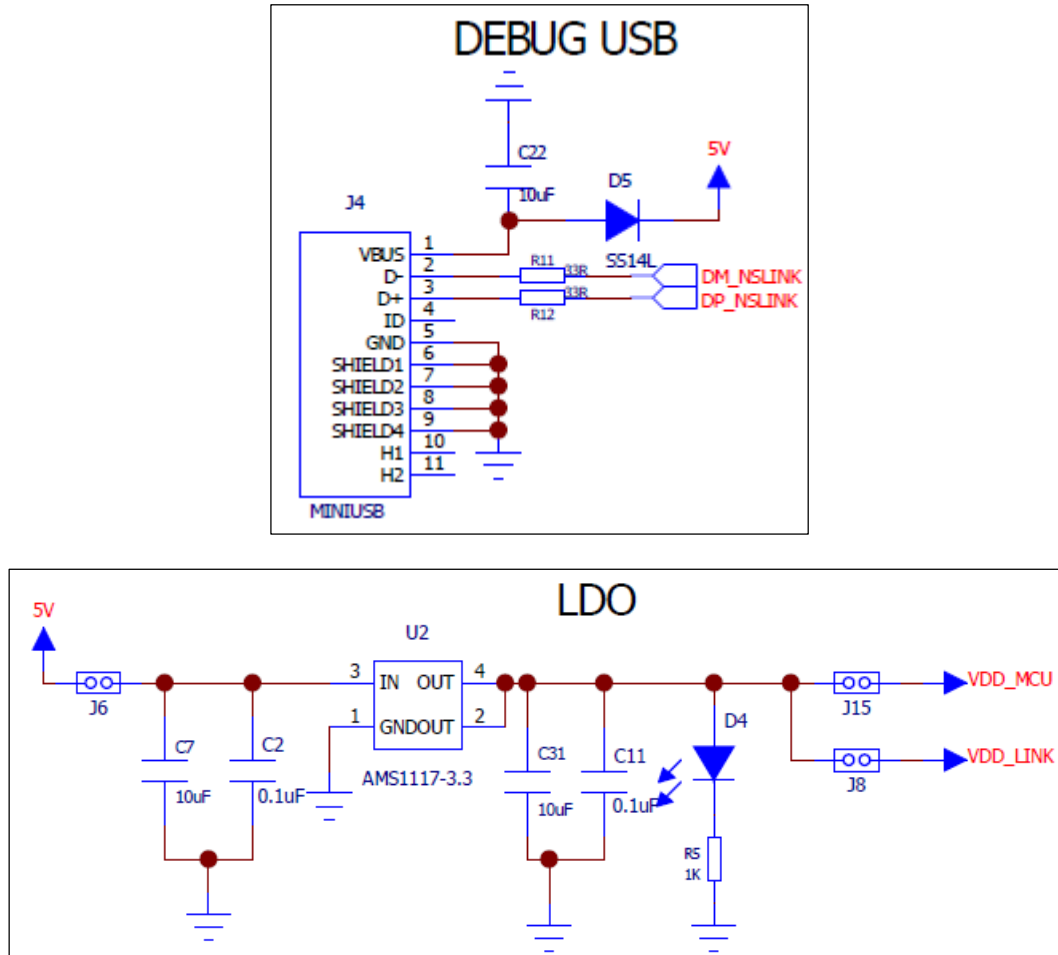 DEBUG USB
C22
10uF
5V
D5
SS14L
J4
VBUS 1
D- 2
R11 33R
DM_NSLINK
D+ 3
R12 33R
DP_NSLINK
ID 4
GND 5
SHIELD1 6
SHIELD2 7
SHIELD3 8
SHIELD4 9
H1 10
H2 11
MINIUSB
LDO
5V
J6
C7
10uF
C2
0.1uF
U2
3 IN OUT 4
1 GNDOUT 2
AMS1117-3.3
C31
10uF
C11
0.1uF
D4
R5
1K
J15
VDD_MCU
J8
VDD_LINK